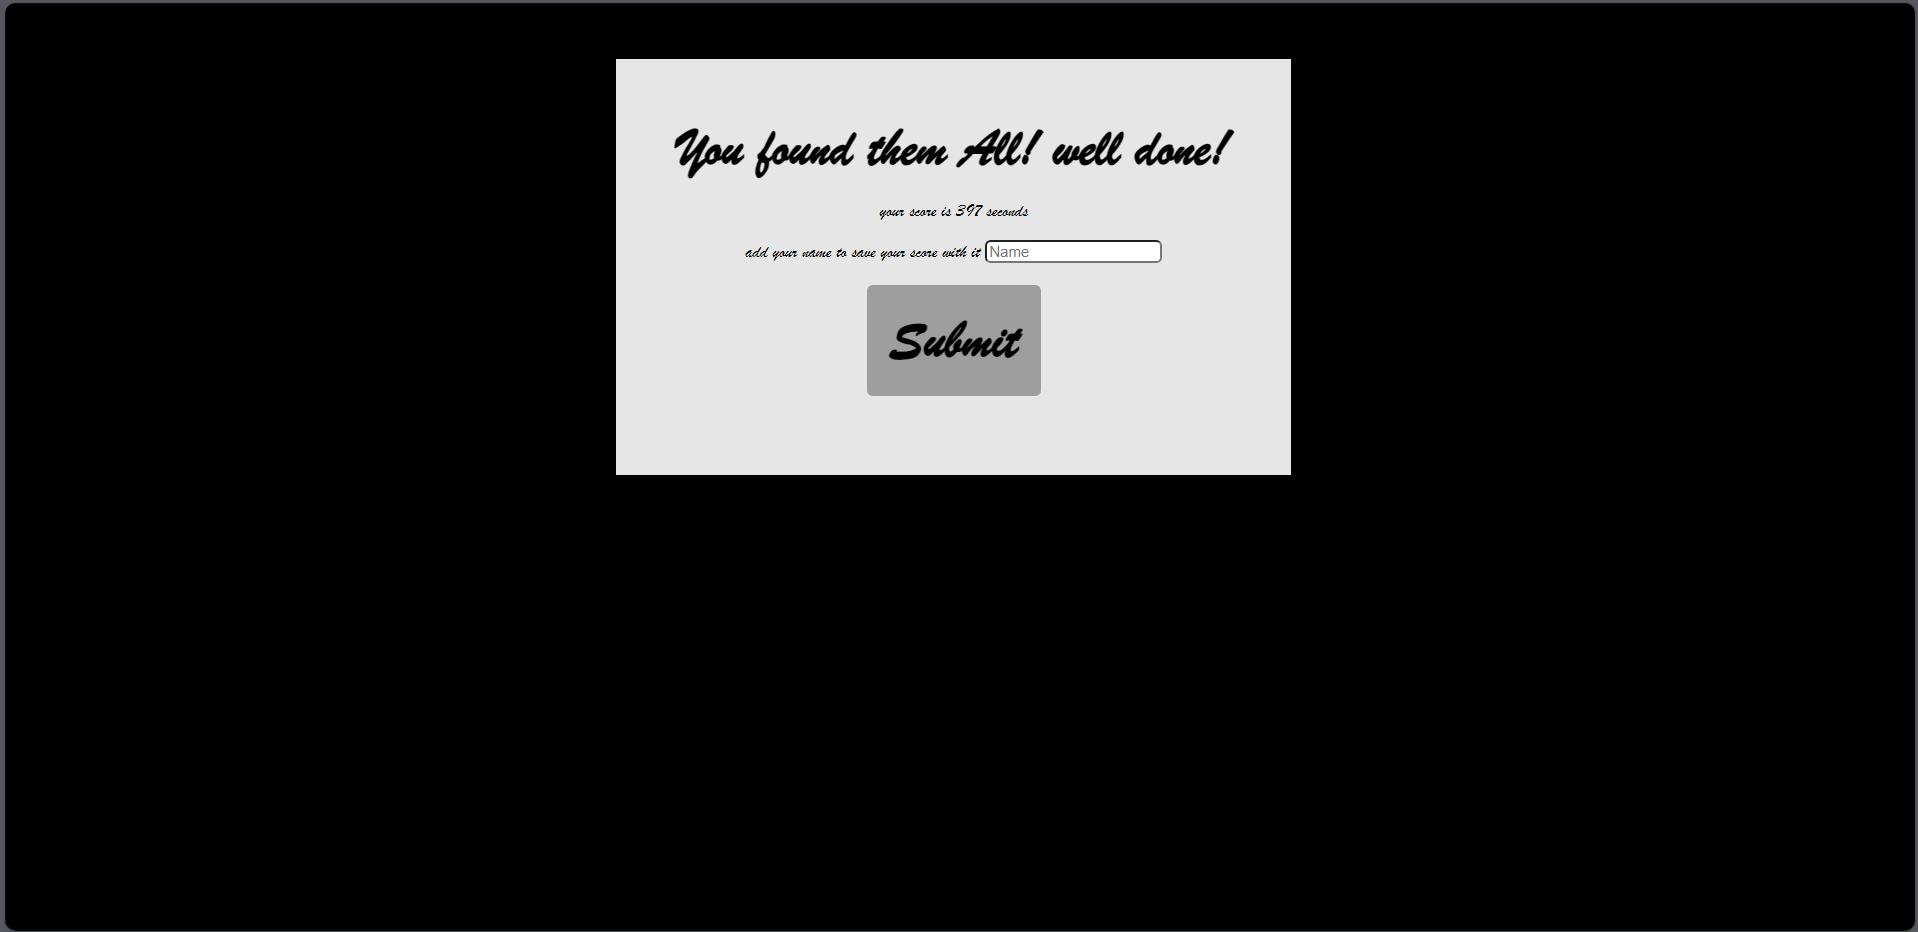 You found them All! well done!
your score is 397 seconds
add your name to save your score with it Name
Submit